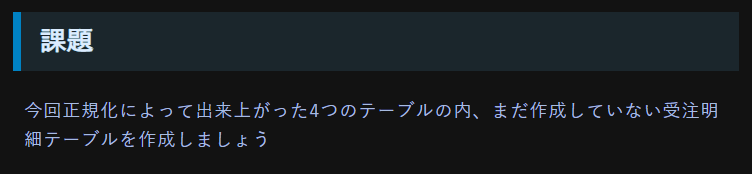 課題
今回正規化によって出来上がった4つのテーブルの内、まだ作成していない受注明
細テーブルを作成しましょう